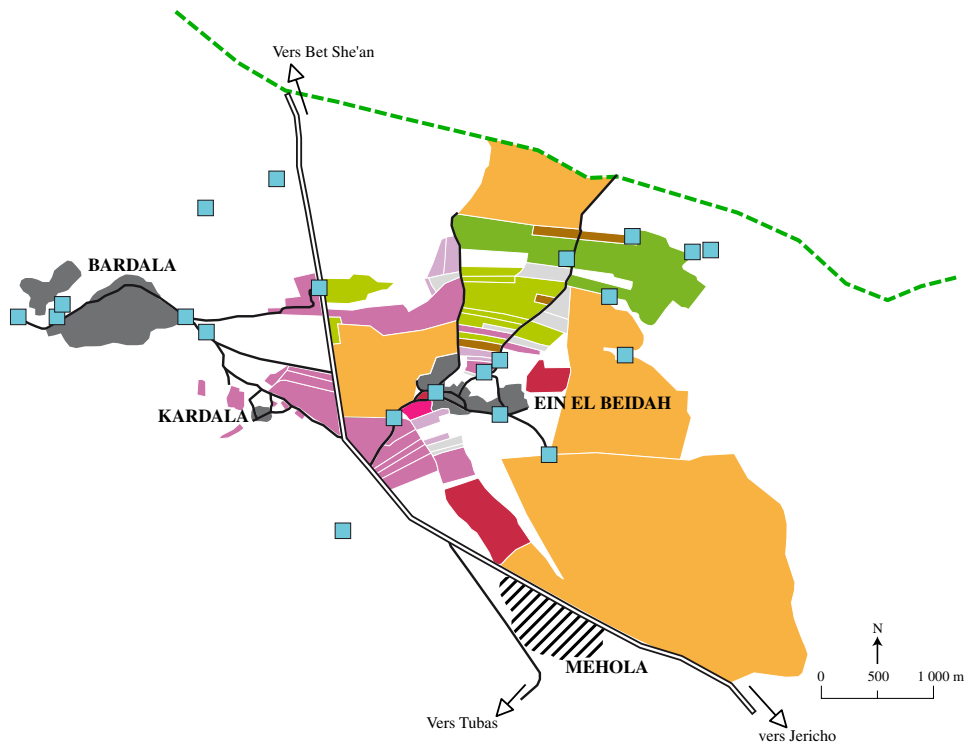 Vers Bet She'an
BARDALA
KARDALA
EIN EL BEIDAH
MEHOLA
N
0 500 1 000 m
Vers Tubas
vers Jericho